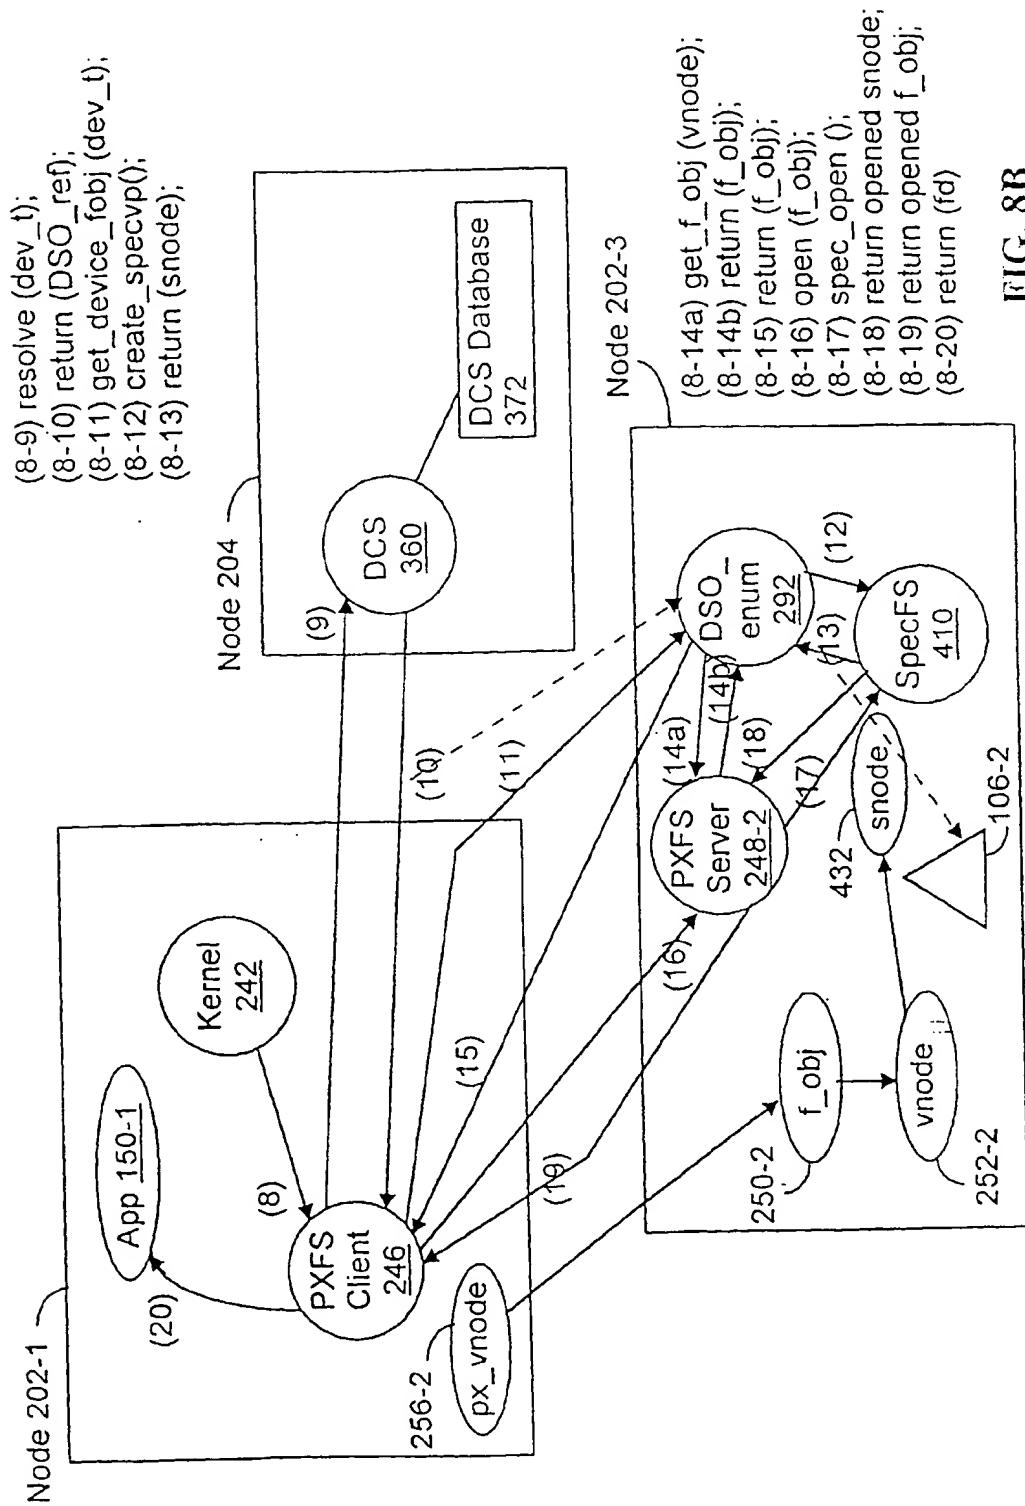 (8-9) resolve (dev_t);
(8-10) return (DSO_ref);
(8-11) get_device_fobj (dev_t);
(8-12) create_specvp();
(8-13) return (snode);
Node 202-1
App 150-1
(20)
Kernel
242
(8)
PXFS
Client
246
256-2
px_vnode
Node 204
(9)
DCS
360
DCS Database
372
(10)
(11)
(15)
(16)
(19)
Node 202-3
DSO_
enum
292
(12)
(13)
(14a)
(14b)
PXFS
Server
248-2
(18)
(17)
SpecFS
410
snode
432
106-2
f_obj
250-2
vnode
252-2
(8-14a) get_f_obj (vnode);
(8-14b) return (f_obj);
(8-15) return (f_obj);
(8-16) open (f_obj);
(8-17) spec_open ();
(8-18) return opened snode;
(8-19) return opened f_obj;
(8-20) return (fd)
FIG. 8B